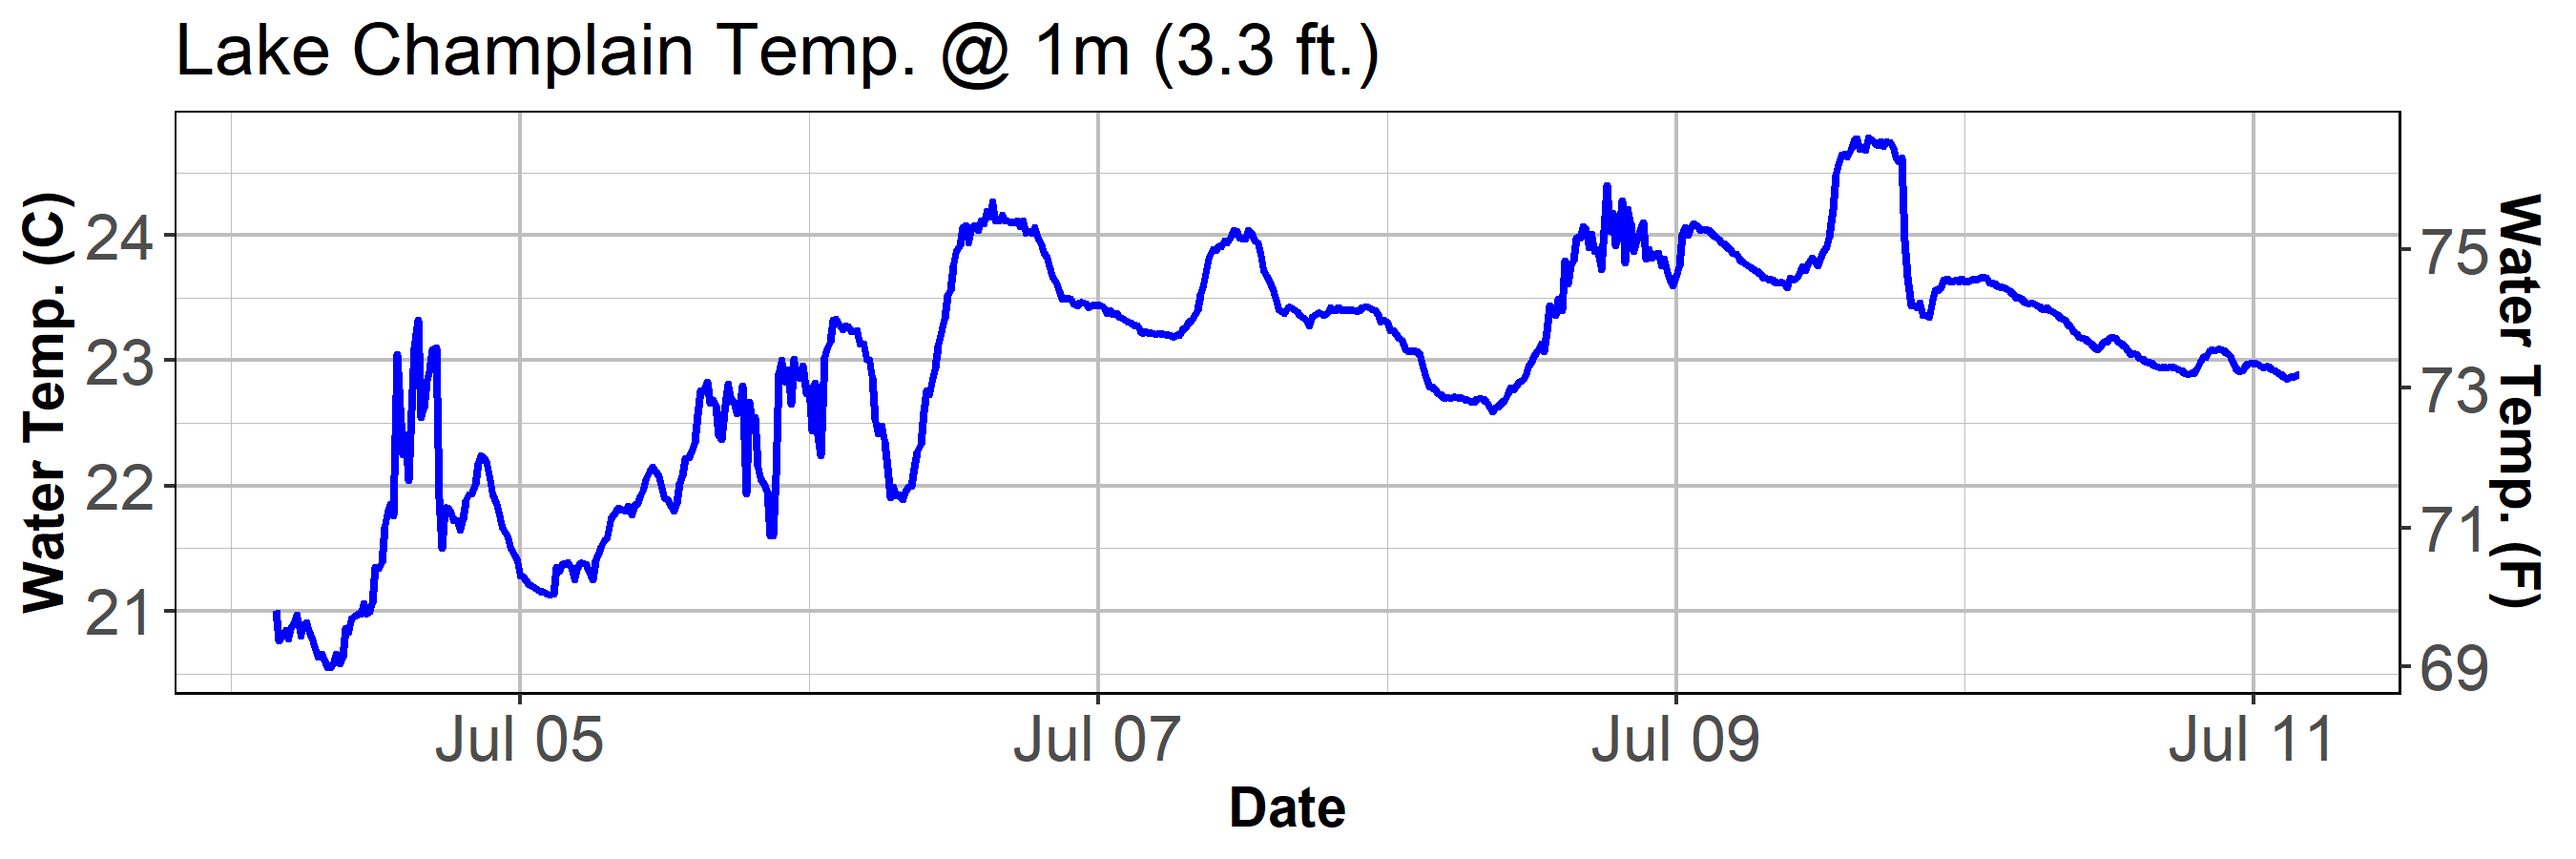 Lake Champlain Temp. @ 1m (3.3 ft.)
Water Temp. (C)
24
23
22
21
75
73
71
69
Water Temp. (F)
Jul 05
Jul 07
Jul 09
Jul 11
Date